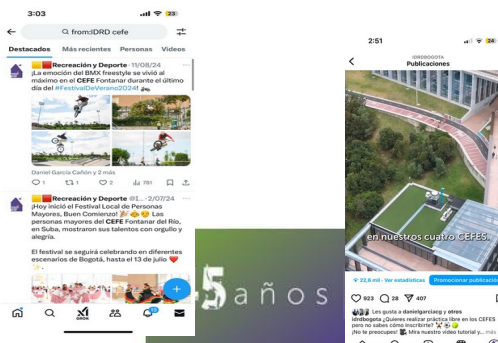 3:03
23
from:IDRD cefe
Destacados Más recientes Personas Videos
Recreación y Deporte · 11/08/24
¡La emoción del BMX freestyle se vivió al
máximo en el CEFE Fontanar durante el último
día del #FestivalDeVerano2024!
Daniel García Cañón y 2 más
1 1 2 781
Recreación y Deporte @I... · 2/07/24
¡Hoy inició el Festival Local de Personas
Mayores, Buen Comienzo! Las
personas mayores del CEFE Fontanar del Río,
en Suba, mostraron sus talentos con orgullo y
alegría.
El festival se seguirá celebrando en diferentes
escenarios de Bogotá, hasta el 13 de julio
5años
2:51
24
IDRDBOGOTA
Publicaciones
en nuestros cuatro CEFES
22,6 mil · Ver estadísticas Promocionar publicación
923 28 407
Les gusta a danielgarciacg y otros
idrdbogota ¿Quieres realizar práctica libre en los CEFES
pero no sabes cómo inscribirte?
¡No te preocupes! Mira nuestro video tutorial y... más